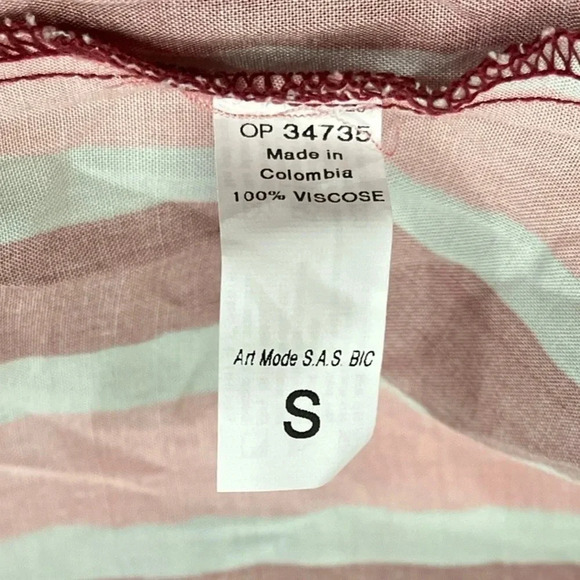 OP 34735
Made in
Colombia
100% VISCOSE
Art Mode S.A.S. BIC
S